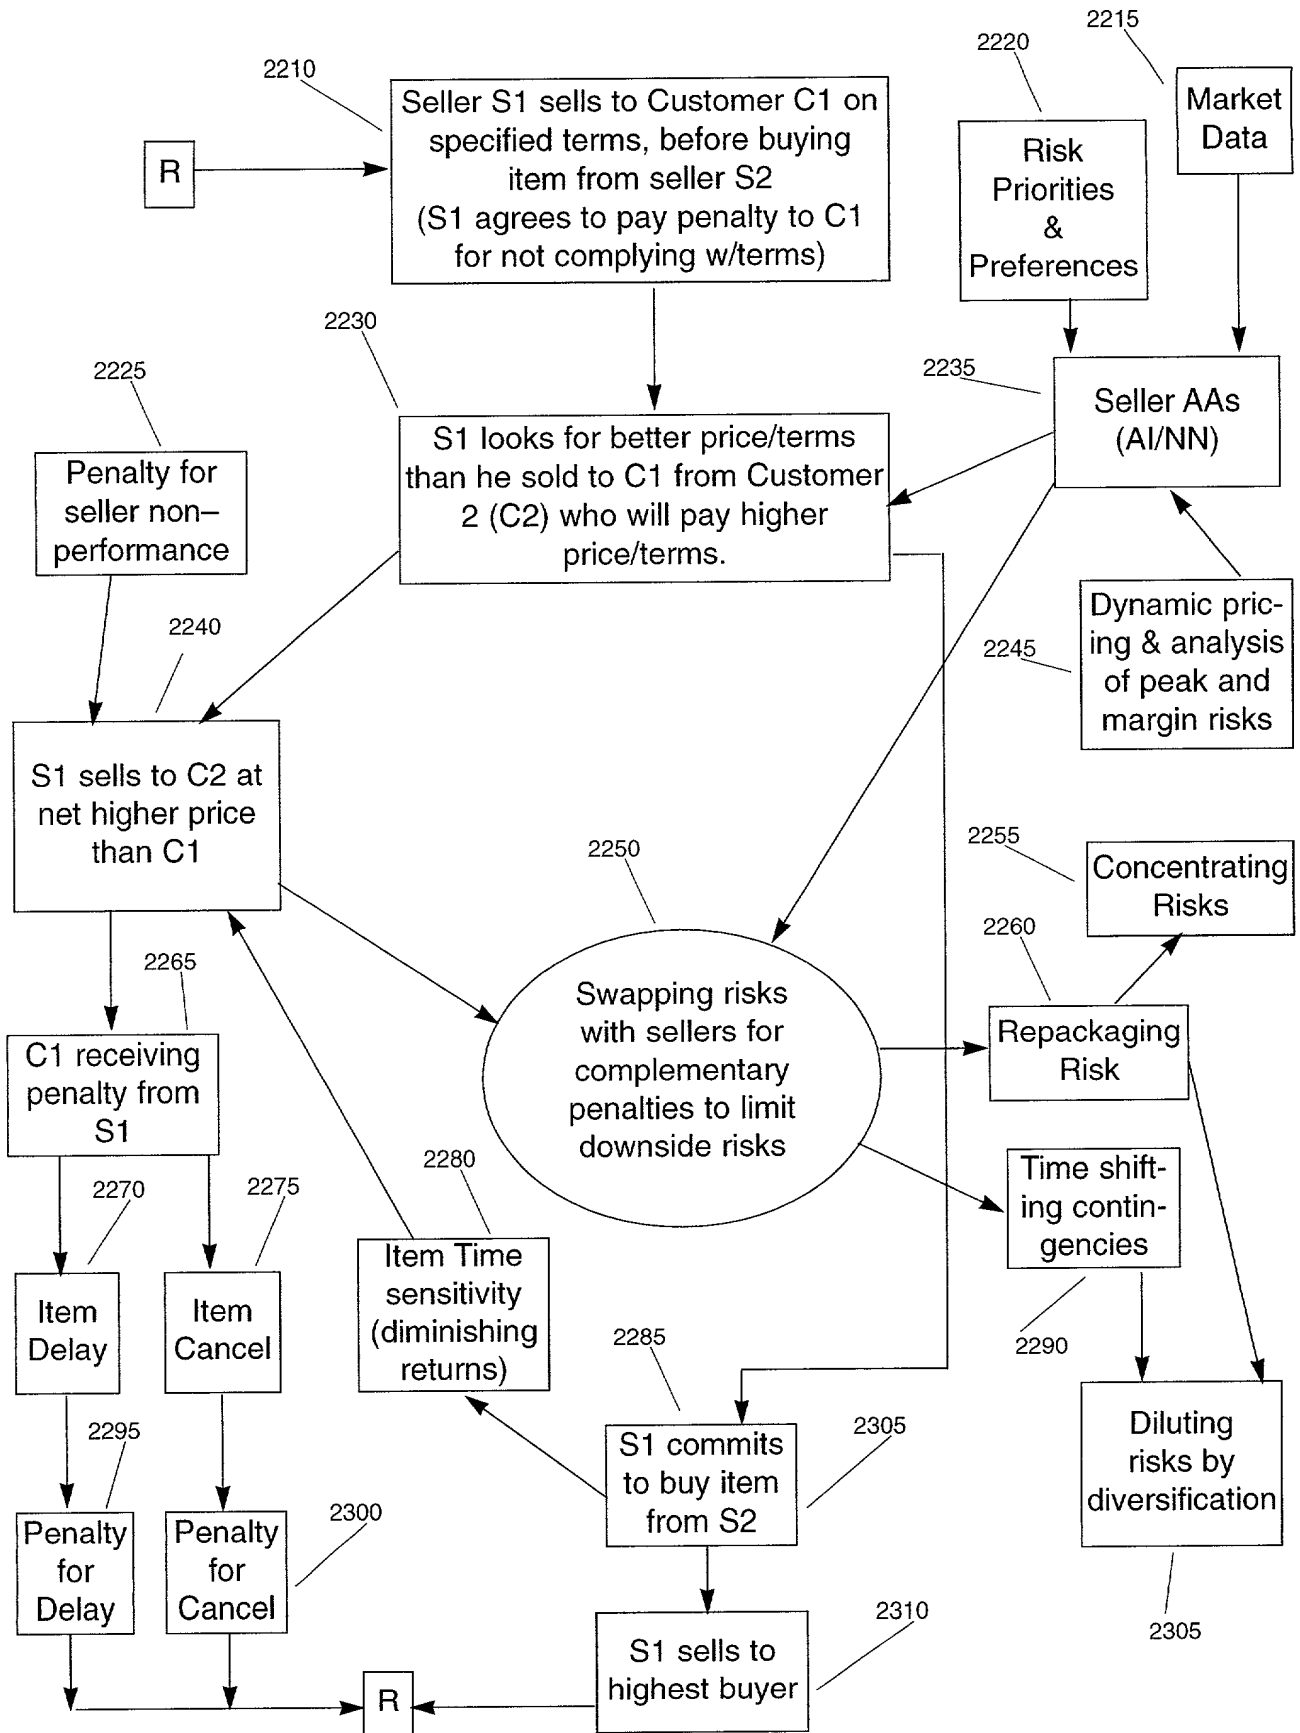 2215
2220
2210
Seller S1 sells to Customer C1 on
specified terms, before buying
item from seller S2
(S1 agrees to pay penalty to C1
for not complying w/terms)
Risk
Priorities
&
Preferences
Market
Data
R
2230
2225
2235
Seller AAs
(AI/NN)
S1 looks for better price/terms
than he sold to C1 from Customer
2 (C2) who will pay higher
price/terms.
Penalty for
seller non–
performance
2240
2245
Dynamic pric-
ing & analysis
of peak and
margin risks
S1 sells to C2 at
net higher price
than C1
2250
2255
Concentrating
Risks
2260
2265
Swapping risks
with sellers for
complementary
penalties to limit
downside risks
Repackaging
Risk
C1 receiving
penalty from
S1
2280
2270
2275
Time shift-
ing contin-
gencies
Item Time
sensitivity
(diminishing
returns)
Item
Delay
Item
Cancel
2285
2290
2295
2305
S1 commits
to buy item
from S2
Diluting
risks by
diversification
2300
Penalty
for
Delay
Penalty
for
Cancel
2310
2305
S1 sells to
highest buyer
R